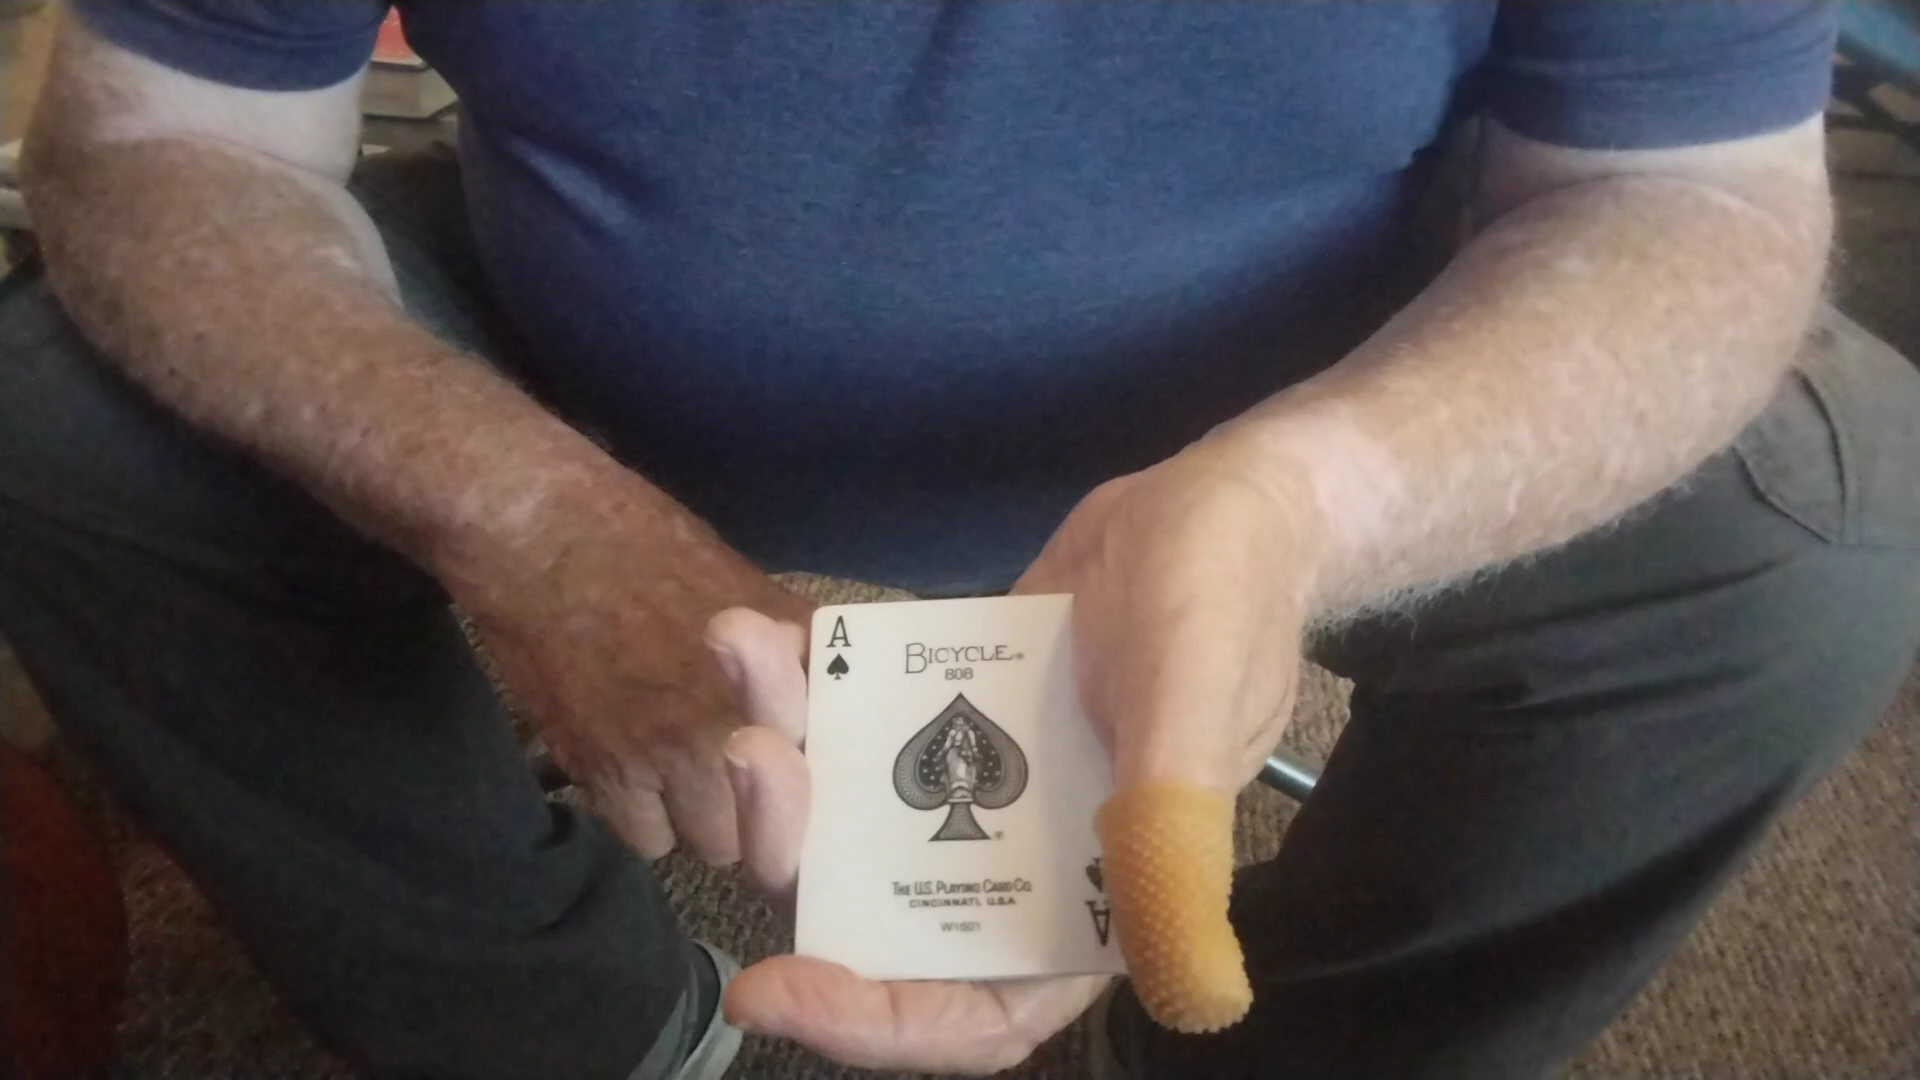 A
BICYCLE®
808
®
THE U.S. PLAYING CARD CO.
CINCINNATI, U.S.A.
W1601
A